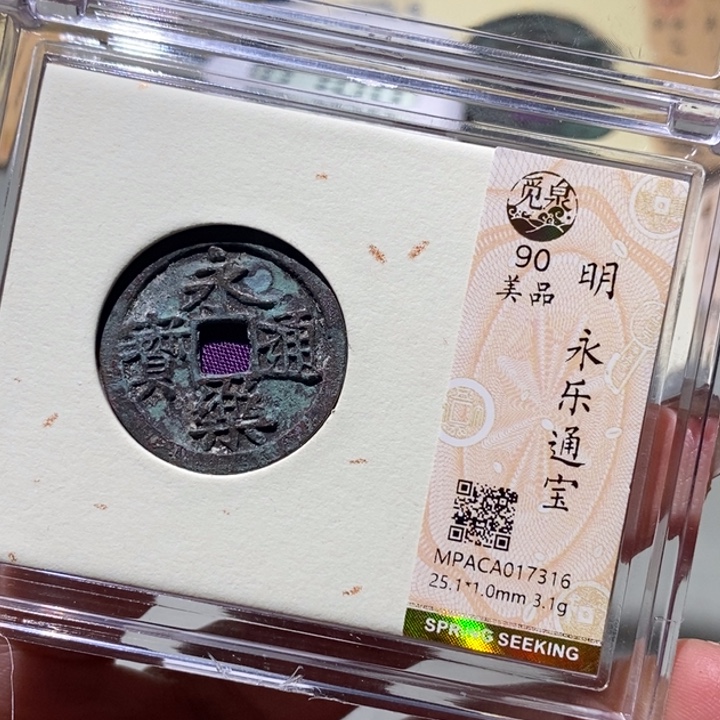 永樂通寶
觅泉
90
美品
明
永乐通宝
MPACA017316
25.1*1.0mm 3.1g
SPRING SEEKING